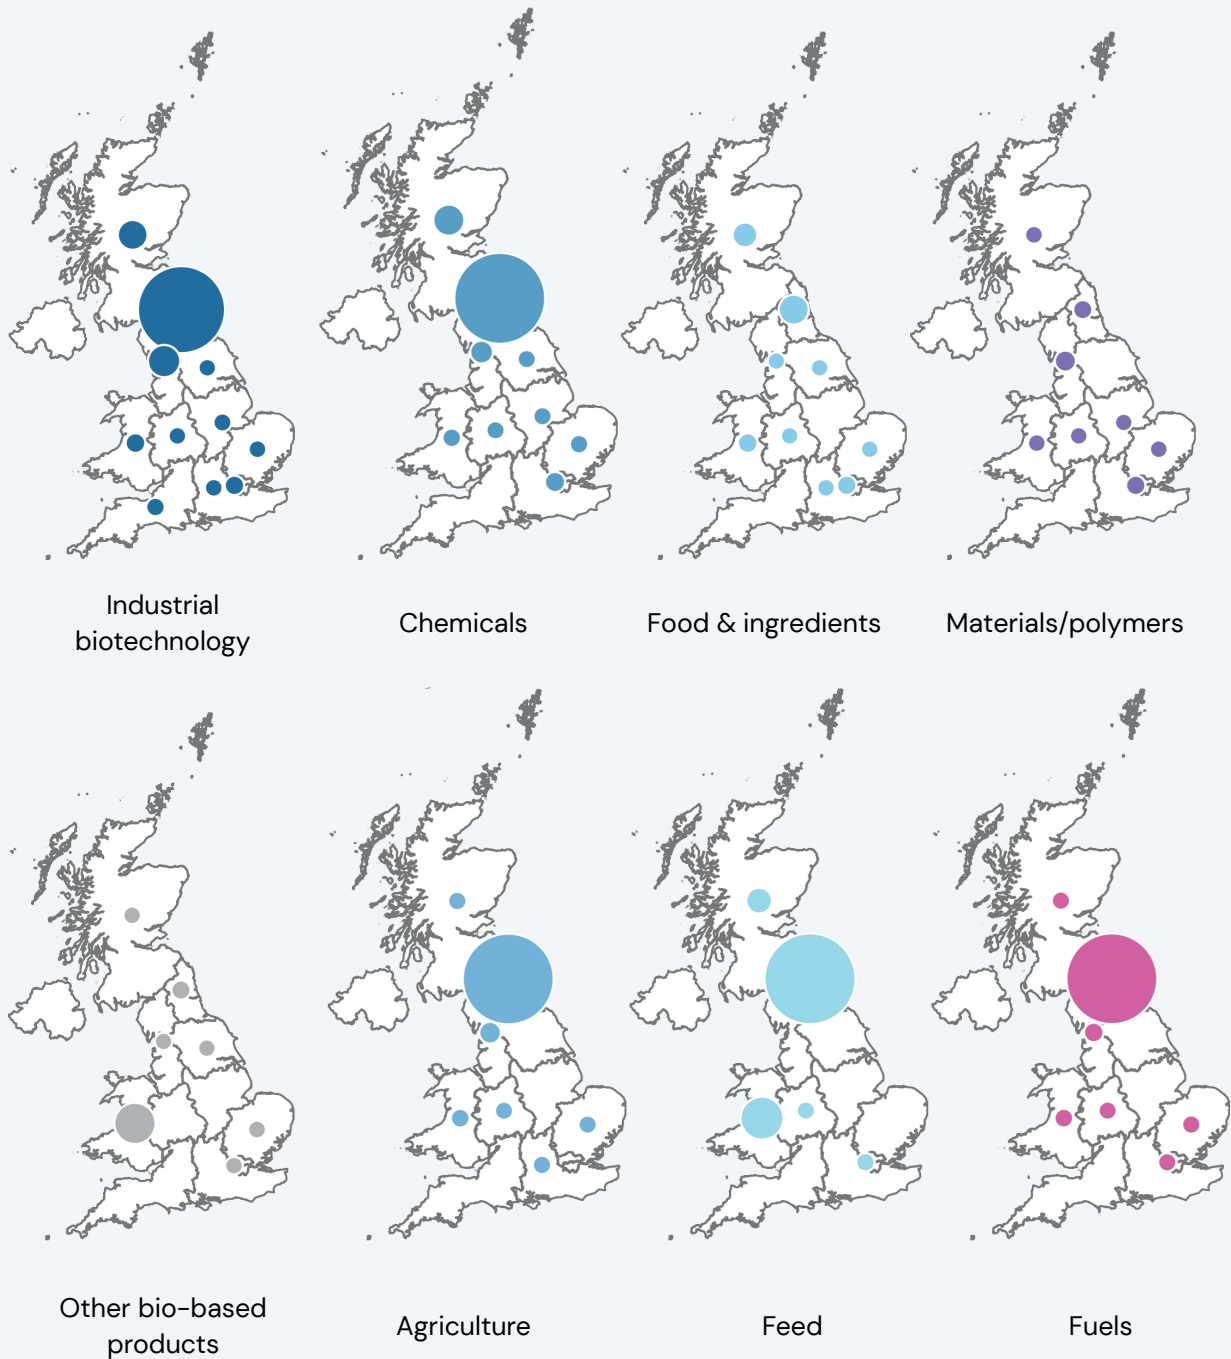 Industrial
biotechnology
Chemicals
Food & ingredients
Materials/polymers
Other bio-based
products
Agriculture
Feed
Fuels